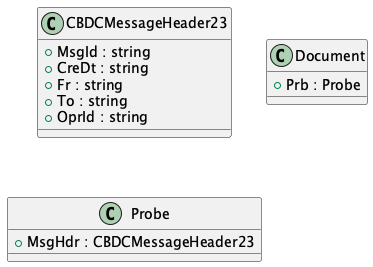 C CBDCMessageHeader23
MsgId : string
CreDt : string
Fr : string
To : string
OprId : string
C Document
Prb : Probe
C Probe
MsgHdr : CBDCMessageHeader23